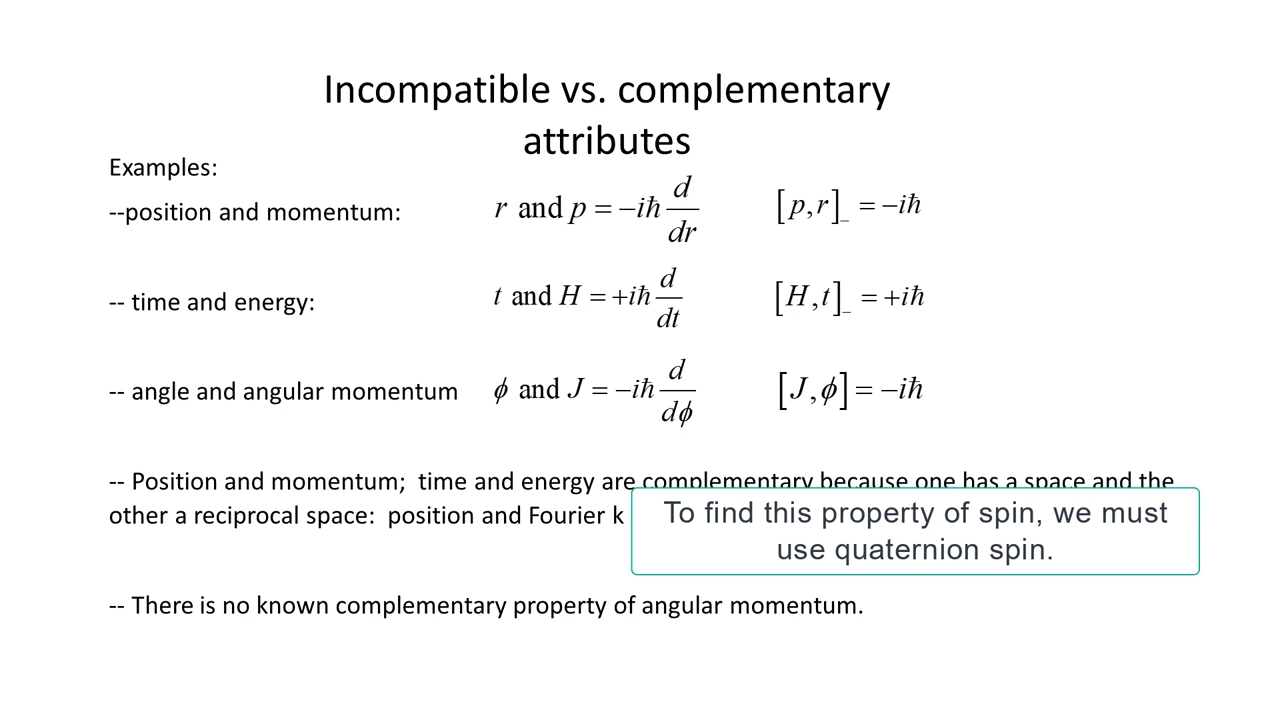 Incompatible vs. complementary
attributes
Examples:
--position and momentum: r and p = −iħ d/dr [p,r]_− = −iħ
-- time and energy: t and H = +iħ d/dt [H,t]_− = +iħ
-- angle and angular momentum ϕ and J = −iħ d/dϕ [J,ϕ] = −iħ
-- Position and momentum; time and energy are complementary because one has a space and the
other a reciprocal space: position and Fourier k
To find this property of spin, we must
use quaternion spin.
-- There is no known complementary property of angular momentum.